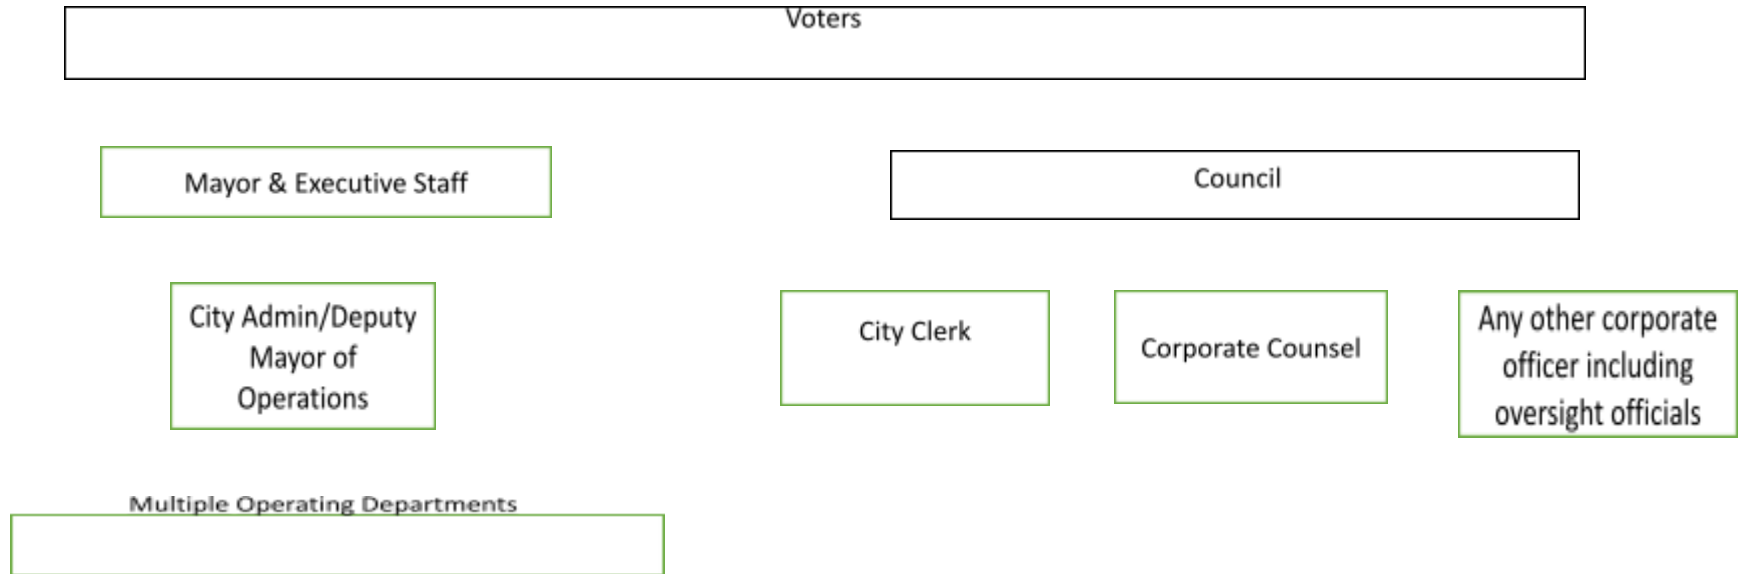 Voters
Mayor & Executive Staff
Council
City Admin/Deputy
Mayor of
Operations
City Clerk
Corporate Counsel
Any other corporate
officer including
oversight officials
Multiple Operating Departments